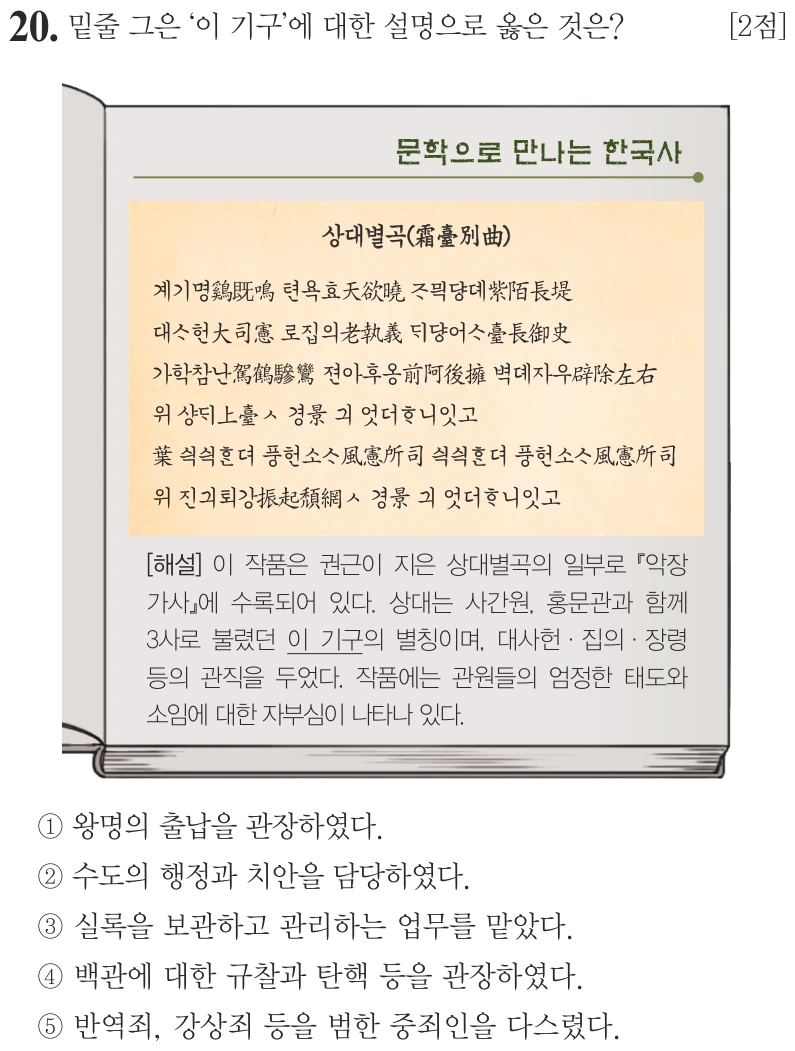 20. 밑줄 그은 ‘이 기구’에 대한 설명으로 옳은 것은? [2점]
문학으로 만나는 한국사
상대별곡(霜臺別曲)
계기명鷄旣鳴 텬욕효天欲曉 ᄌᆞᄆᆡᆨ댱뎨紫陌長堤
대ᄉᆞ헌大司憲 로집의老執義 ᄃᆡ댱어ᄉᆞ臺長御史
가학참난駕鶴驂鸞 젼아후옹前阿後擁 벽뎨자우辟除左右
위 샹ᄃᆡ上臺ㅅ 경景 긔 엇더ᄒᆞ니잇고
葉 싁싁ᄒᆞᆫ뎌 풍헌소ᄉᆞ風憲所司 싁싁ᄒᆞᆫ뎌 풍헌소ᄉᆞ風憲所司
위 진긔퇴강振起頹綱ㅅ 경景 긔 엇더ᄒᆞ니잇고
[해설] 이 작품은 권근이 지은 상대별곡의 일부로 『악장
가사』에 수록되어 있다. 상대는 사간원, 홍문관과 함께
3사로 불렸던 이 기구의 별칭이며, 대사헌·집의·장령
등의 관직을 두었다. 작품에는 관원들의 엄정한 태도와
소임에 대한 자부심이 나타나 있다.
① 왕명의 출납을 관장하였다.
② 수도의 행정과 치안을 담당하였다.
③ 실록을 보관하고 관리하는 업무를 맡았다.
④ 백관에 대한 규찰과 탄핵 등을 관장하였다.
⑤ 반역죄, 강상죄 등을 범한 중죄인을 다스렸다.